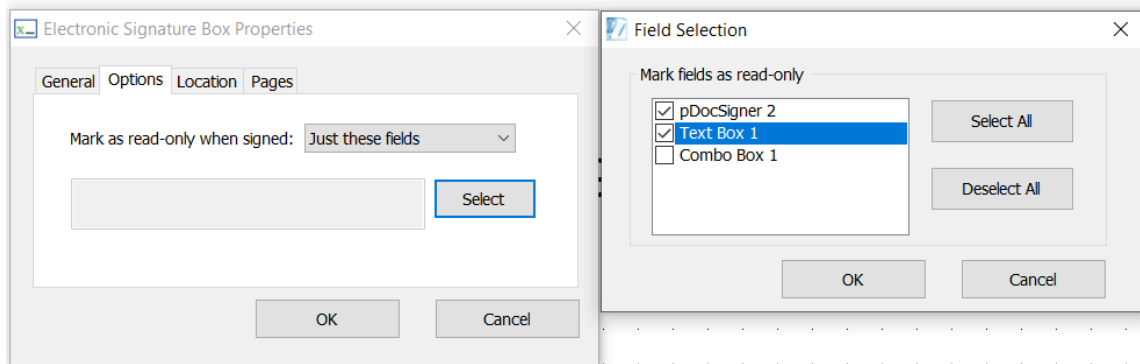 Electronic Signature Box Properties
General Options Location Pages
Mark as read-only when signed: Just these fields
Select
OK Cancel
Field Selection
Mark fields as read-only
pDocSigner 2
Text Box 1
Combo Box 1
Select All
Deselect All
OK Cancel